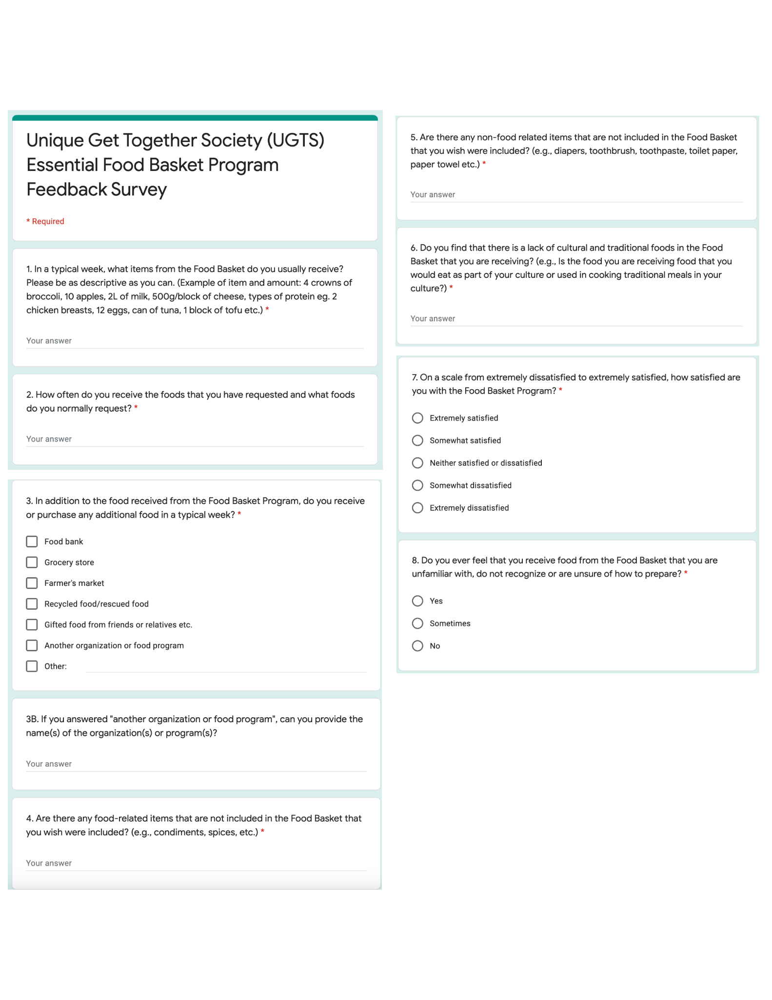 Unique Get Together Society (UGTS)
Essential Food Basket Program
Feedback Survey
* Required
1. In a typical week, what items from the Food Basket do you usually receive?
Please be as descriptive as you can. (Example of item and amount: 4 crowns of
broccoli, 10 apples, 2L of milk, 500g/block of cheese, types of protein eg. 2
chicken breasts, 12 eggs, can of tuna, 1 block of tofu etc.) *
Your answer
2. How often do you receive the foods that you have requested and what foods
do you normally request? *
Your answer
3. In addition to the food received from the Food Basket Program, do you receive
or purchase any additional food in a typical week? *
Food bank
Grocery store
Farmer's market
Recycled food/rescued food
Gifted food from friends or relatives etc.
Another organization or food program
Other:
3B. If you answered "another organization or food program", can you provide the
name(s) of the organization(s) or program(s)?
Your answer
4. Are there any food-related items that are not included in the Food Basket that
you wish were included? (e.g., condiments, spices, etc.) *
Your answer
5. Are there any non-food related items that are not included in the Food Basket
that you wish were included? (e.g., diapers, toothbrush, toothpaste, toilet paper,
paper towel etc.) *
Your answer
6. Do you find that there is a lack of cultural and traditional foods in the Food
Basket that you are receiving? (e.g., Is the food you are receiving food that you
would eat as part of your culture or used in cooking traditional meals in your
culture?) *
Your answer
7. On a scale from extremely dissatisfied to extremely satisfied, how satisfied are
you with the Food Basket Program? *
Extremely satisfied
Somewhat satisfied
Neither satisfied or dissatisfied
Somewhat dissatisfied
Extremely dissatisfied
8. Do you ever feel that you receive food from the Food Basket that you are
unfamiliar with, do not recognize or are unsure of how to prepare? *
Yes
Sometimes
No